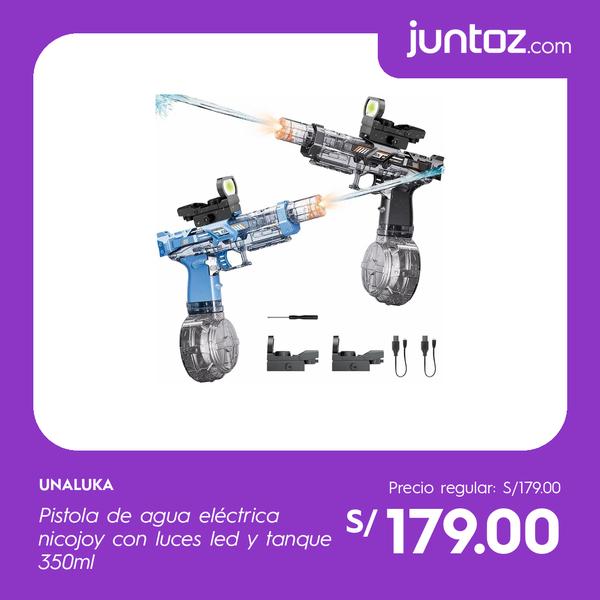 juntoz.com
UNALUKA
Pistola de agua eléctrica
nicojoy con luces led y tanque
350ml
Precio regular: S/179.00
S/179.00